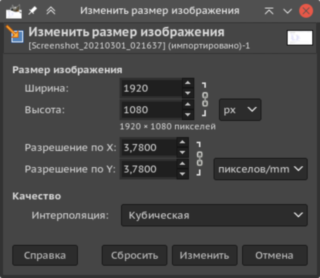 Изменить размер изображения
Изменить размер изображения
[Screenshot_20210301_021637] (импортировано)-1
Размер изображения
Ширина: 1920
Высота: 1080 px
1920 × 1080 пикселей
Разрешение по X: 3,7800
Разрешение по Y: 3,7800 пикселов/mm
Качество
Интерполяция: Кубическая
Справка Сбросить Изменить Отмена